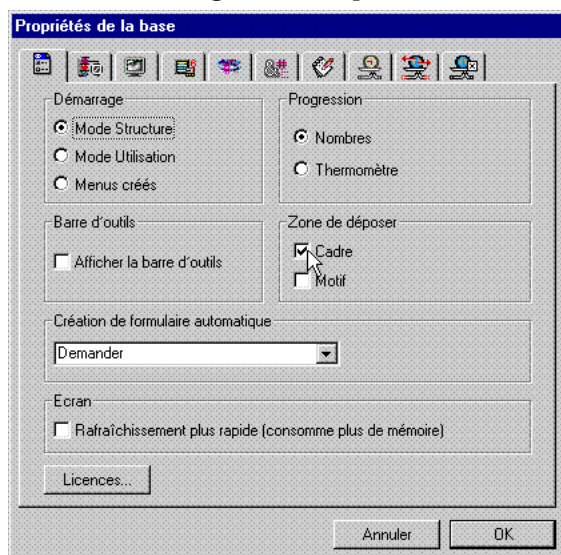 Propriétés de la base
&#
Démarrage
Mode Structure
Mode Utilisation
Menus créés
Progression
Nombres
Thermomètre
Barre d'outils
Afficher la barre d'outils
Zone de déposer
Cadre
Motif
Création de formulaire automatique
Demander
Ecran
Rafraîchissement plus rapide (consomme plus de mémoire)
Licences...
Annuler
OK